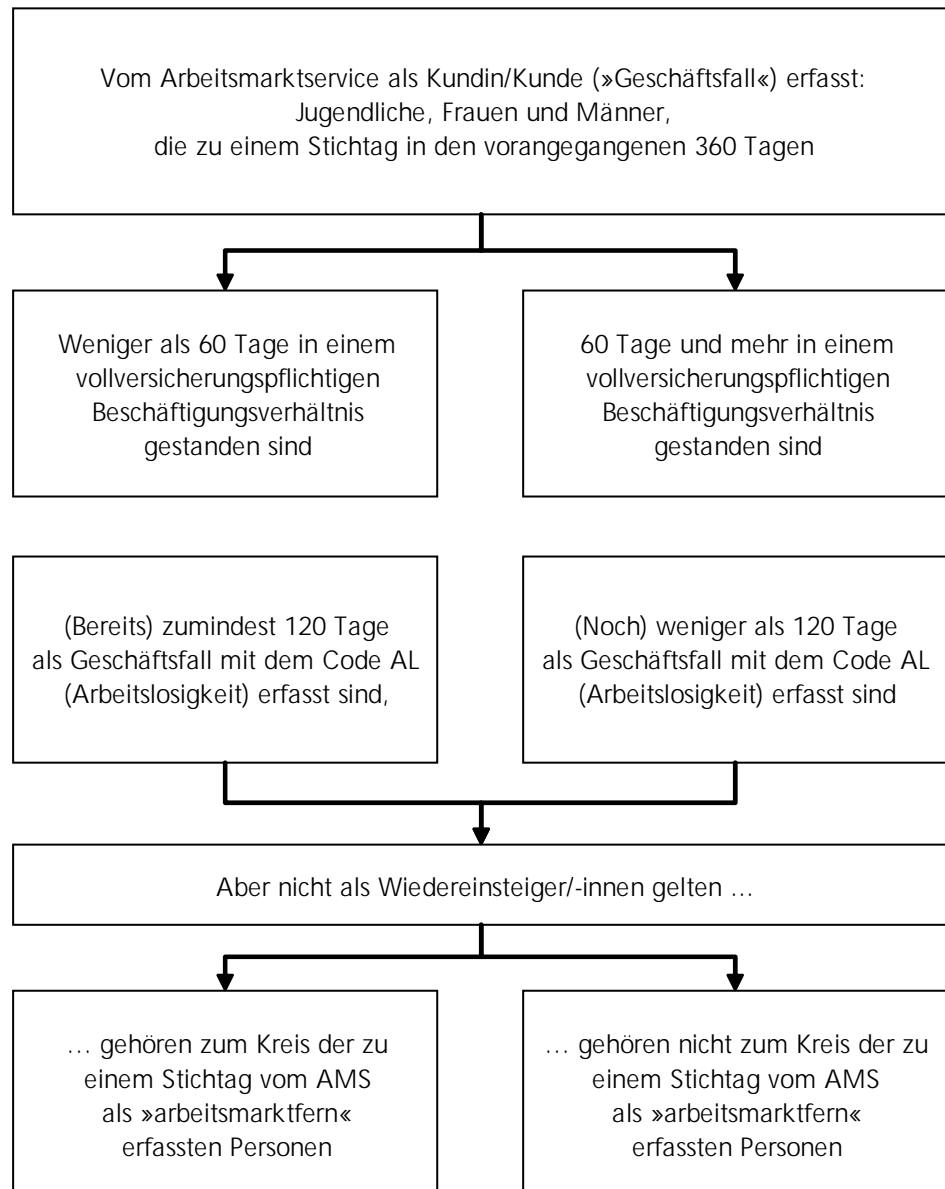 Vom Arbeitsmarktservice als Kundin/Kunde (»Geschäftsfall«) erfasst:
Jugendliche, Frauen und Männer,
die zu einem Stichtag in den vorangegangenen 360 Tagen
Weniger als 60 Tage in einem
vollversicherungspflichtigen
Beschäftigungsverhältnis
gestanden sind
60 Tage und mehr in einem
vollversicherungspflichtigen
Beschäftigungsverhältnis
gestanden sind
(Bereits) zumindest 120 Tage
als Geschäftsfall mit dem Code AL
(Arbeitslosigkeit) erfasst sind,
(Noch) weniger als 120 Tage
als Geschäftsfall mit dem Code AL
(Arbeitslosigkeit) erfasst sind
Aber nicht als Wiedereinsteiger/-innen gelten …
… gehören zum Kreis der zu
einem Stichtag vom AMS
als »arbeitsmarktfern«
erfassten Personen
… gehören nicht zum Kreis der zu
einem Stichtag vom AMS
als »arbeitsmarktfern«
erfassten Personen